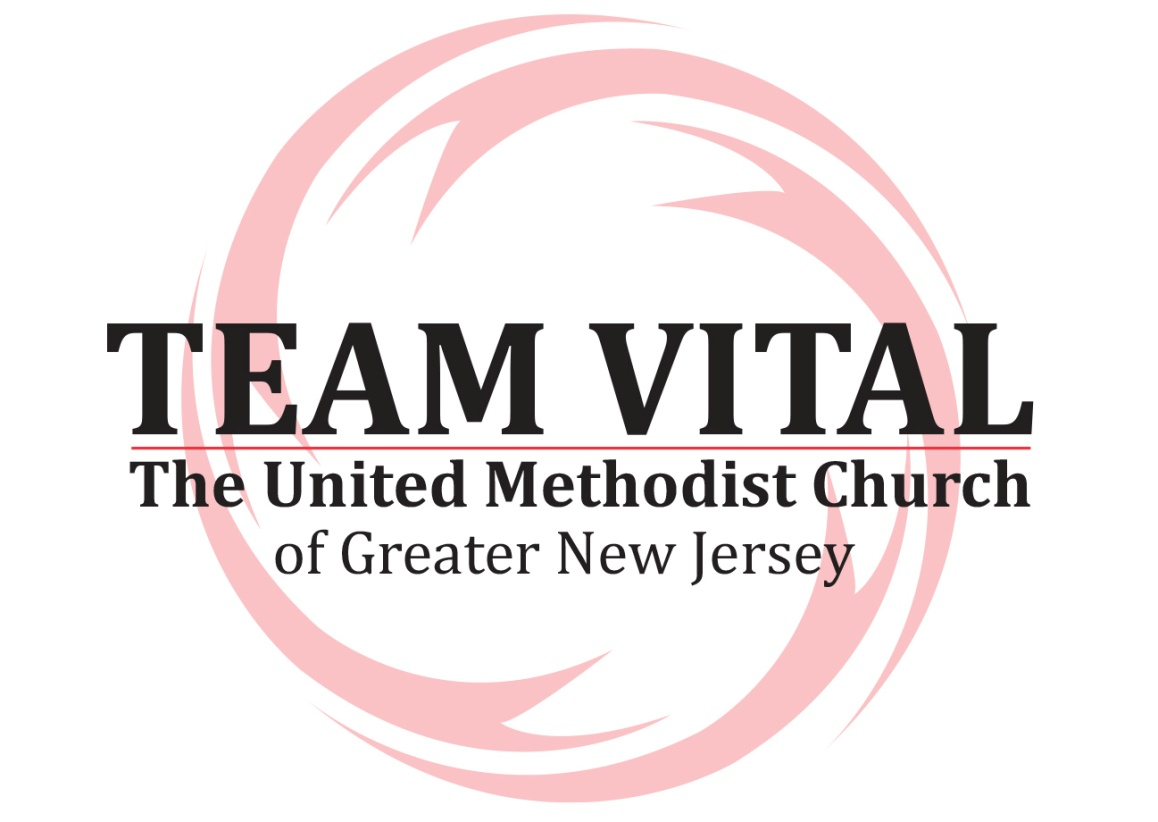 TEAM VITAL
The United Methodist Church
of Greater New Jersey